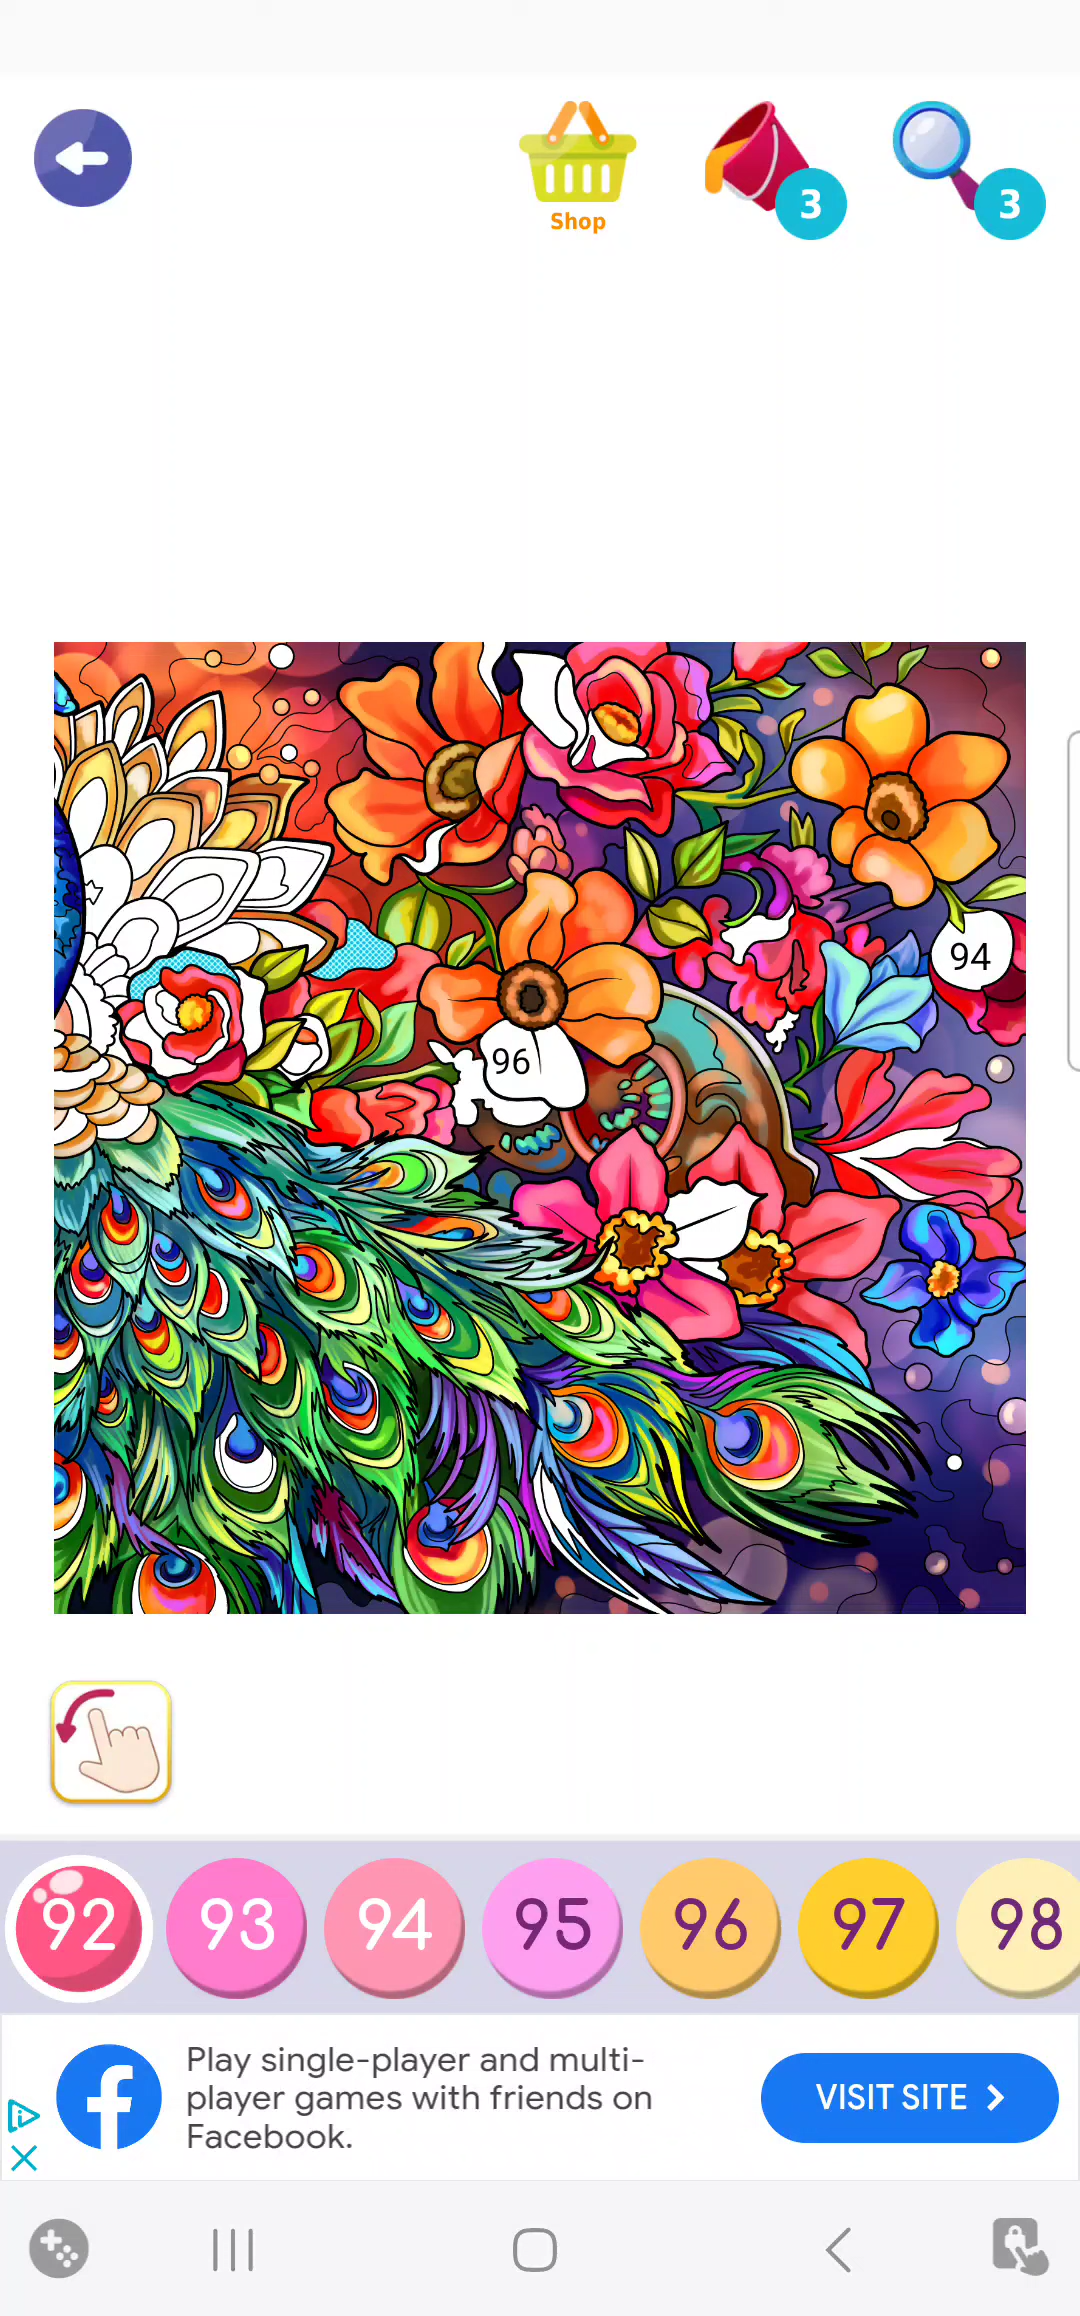 Shop
3
3
94
96
92
93
94
95
96
97
98
Play single-player and multi-
player games with friends on
Facebook.
VISIT SITE